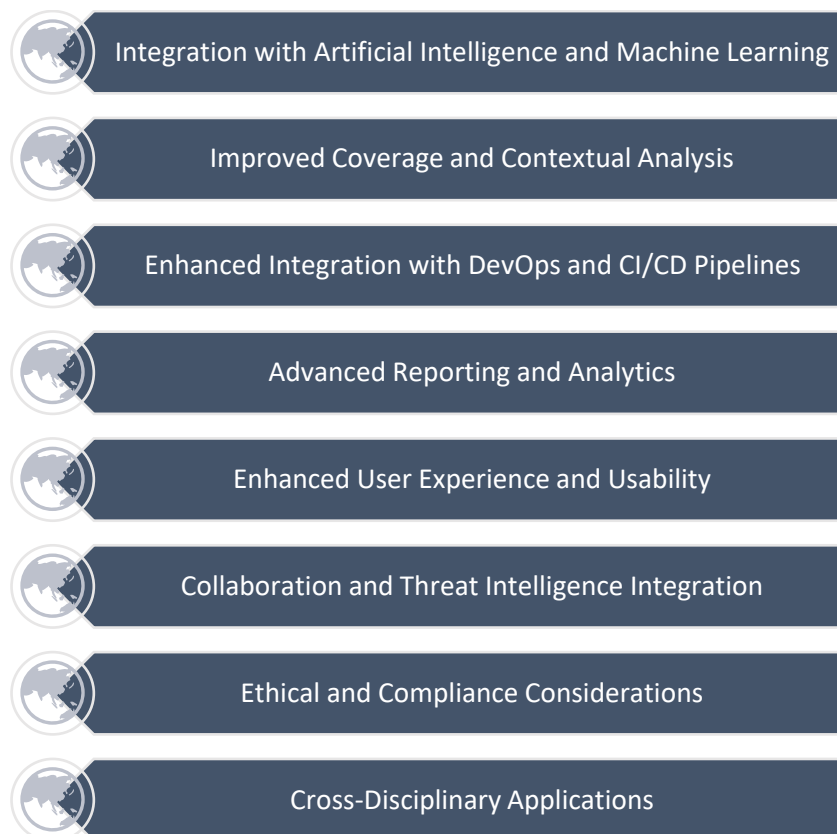 Integration with Artificial Intelligence and Machine Learning
Improved Coverage and Contextual Analysis
Enhanced Integration with DevOps and CI/CD Pipelines
Advanced Reporting and Analytics
Enhanced User Experience and Usability
Collaboration and Threat Intelligence Integration
Ethical and Compliance Considerations
Cross-Disciplinary Applications